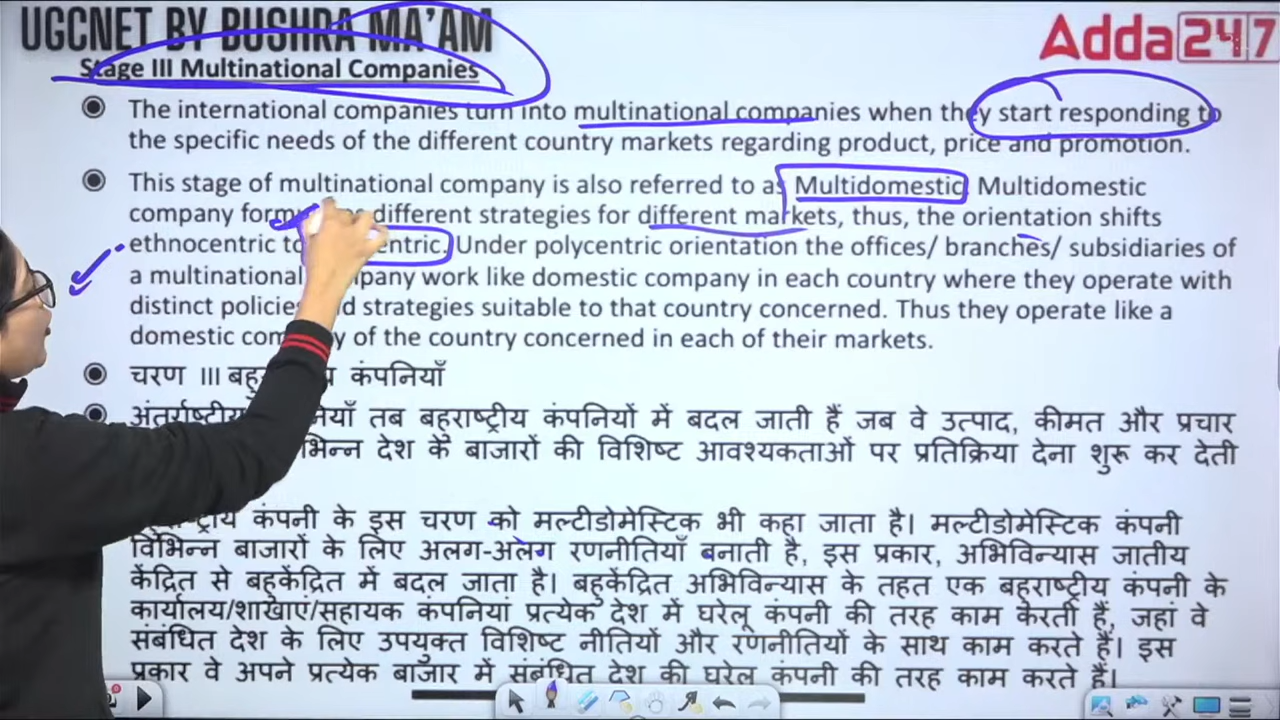 UGCNET BY BUSHRA MA'AM
Adda247
Stage III Multinational Companies
The international companies turn into multinational companies when they start responding to
the specific needs of the different country markets regarding product, price and promotion.
This stage of multinational company is also referred to as Multidomestic. Multidomestic
company different strategies for different markets, thus, the orientation shifts
ethnocentric to Under polycentric orientation the offices/ branches/ subsidiaries of
a multinational work like domestic company in each country where they operate with
distinct strategies suitable to that country concerned. Thus they operate like a
domestic of the country concerned in each of their markets.
चरण III कंपनियाँ
तब बहुराष्ट्रीय कंपनियों में बदल जाती हैं जब वे उत्पाद, कीमत और प्रचार
देश के बाजारों की विशिष्ट आवश्यकताओं पर प्रतिक्रिया देना शुरू कर देती
कंपनी के इस चरण को मल्टीडोमेस्टिक भी कहा जाता है। मल्टीडोमेस्टिक कंपनी
विभिन्न बाजारों के लिए अलग-अलग रणनीतियाँ बनाती है, इस प्रकार, अभिविन्यास जातीय
केंद्रित से बहुकेंद्रित में बदल जाता है। बहुकेंद्रित अभिविन्यास के तहत एक बहुराष्ट्रीय कंपनी के
कार्यालय/शाखाएं/सहायक कंपनियां प्रत्येक देश में घरेलू कंपनी की तरह काम करती हैं, जहां वे
संबंधित देश के लिए उपयुक्त विशिष्ट नीतियों और रणनीतियों के साथ काम करते हैं। इस
प्रकार वे अपने प्रत्येक बाजार में संबंधित देश की घरेलू कंपनी की तरह काम करते हैं।